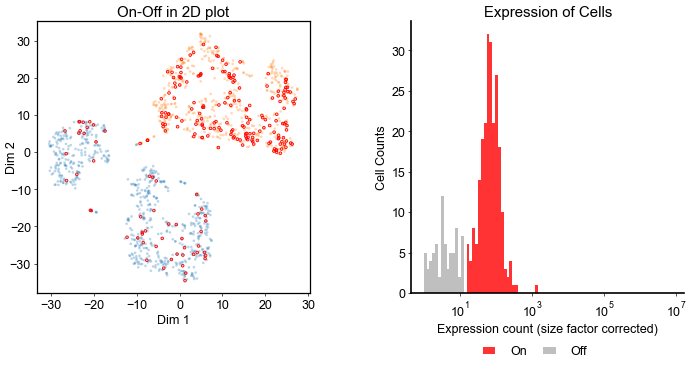 On-Off in 2D plot
Dim 2
30
20
10
0
−10
−20
−30
−30 −20 −10 0 10 20 30
Dim 1
Expression of Cells
Cell Counts
30
25
20
15
10
5
0
10^1 10^3 10^5 10^7
Expression count (size factor corrected)
On Off